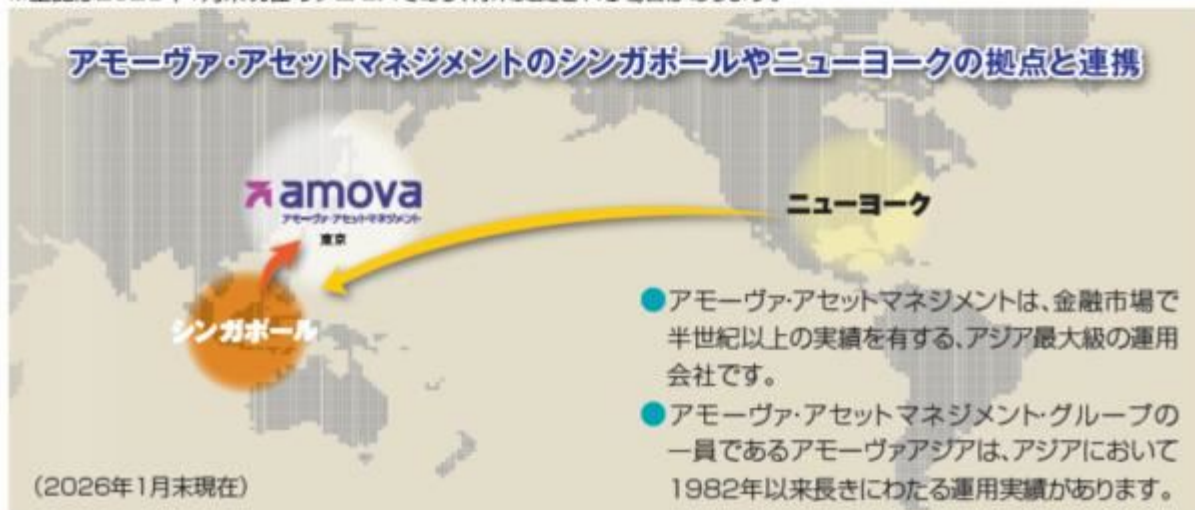 アモーヴァ・アセットマネジメントのシンガポールやニューヨークの拠点と連携
amova
アモーヴァ・アセットマネジメント
東京
ニューヨーク
シンガポール
●アモーヴァ・アセットマネジメントは、金融市場で
半世紀以上の実績を有する、アジア最大級の運用
会社です。
●アモーヴァ・アセットマネジメント・グループの
一員であるアモーヴァアジアは、アジアにおいて
1982年以来長きにわたる運用実績があります。
(2026年1月末現在)